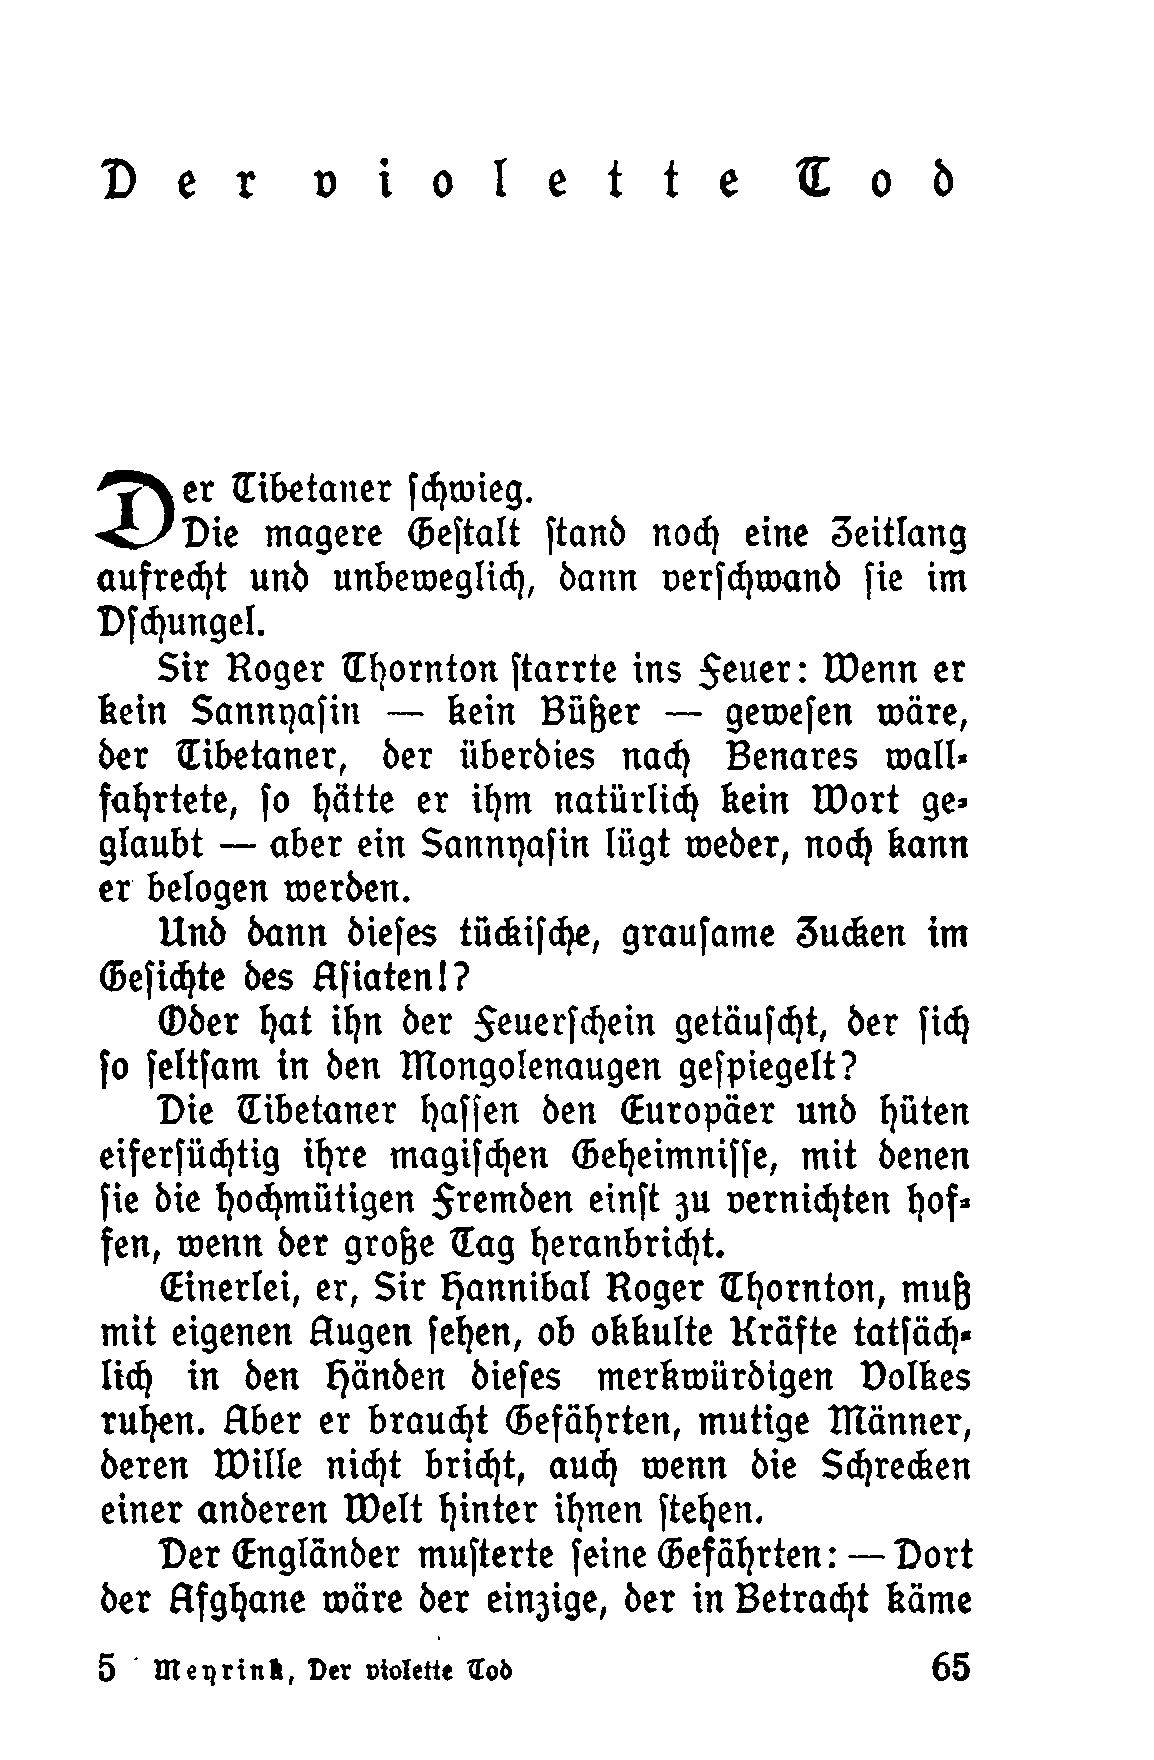 Der violette Tod
Der Tibetaner schwieg.
Die magere Gestalt stand noch eine Zeitlang
aufrecht und unbeweglich, dann verschwand sie im
Dschungel.
Sir Roger Thornton starrte ins Feuer: Wenn er
kein Sannyasin — kein Büßer — gewesen wäre,
der Tibetaner, der überdies nach Benares wall-
fahrtete, so hätte er ihm natürlich kein Wort ge-
glaubt — aber ein Sannyasin lügt weder, noch kann
er belogen werden.
Und dann dieses tückische, grausame Zucken im
Gesichte des Asiaten!?
Oder hat ihn der Feuerschein getäuscht, der sich
so seltsam in den Mongolenaugen gespiegelt?
Die Tibetaner hassen den Europäer und hüten
eifersüchtig ihre magischen Geheimnisse, mit denen
sie die hochmütigen Fremden einst zu vernichten hof-
fen, wenn der große Tag heranbricht.
Einerlei, er, Sir Hannibal Roger Thornton, muß
mit eigenen Augen sehen, ob okkulte Kräfte tatsäch-
lich in den Händen dieses merkwürdigen Volkes
ruhen. Aber er braucht Gefährten, mutige Männer,
deren Wille nicht bricht, auch wenn die Schrecken
einer anderen Welt hinter ihnen stehen.
Der Engländer musterte seine Gefährten: — Dort
der Afghane wäre der einzige, der in Betracht käme
5 Meyrink, Der violette Tod 65